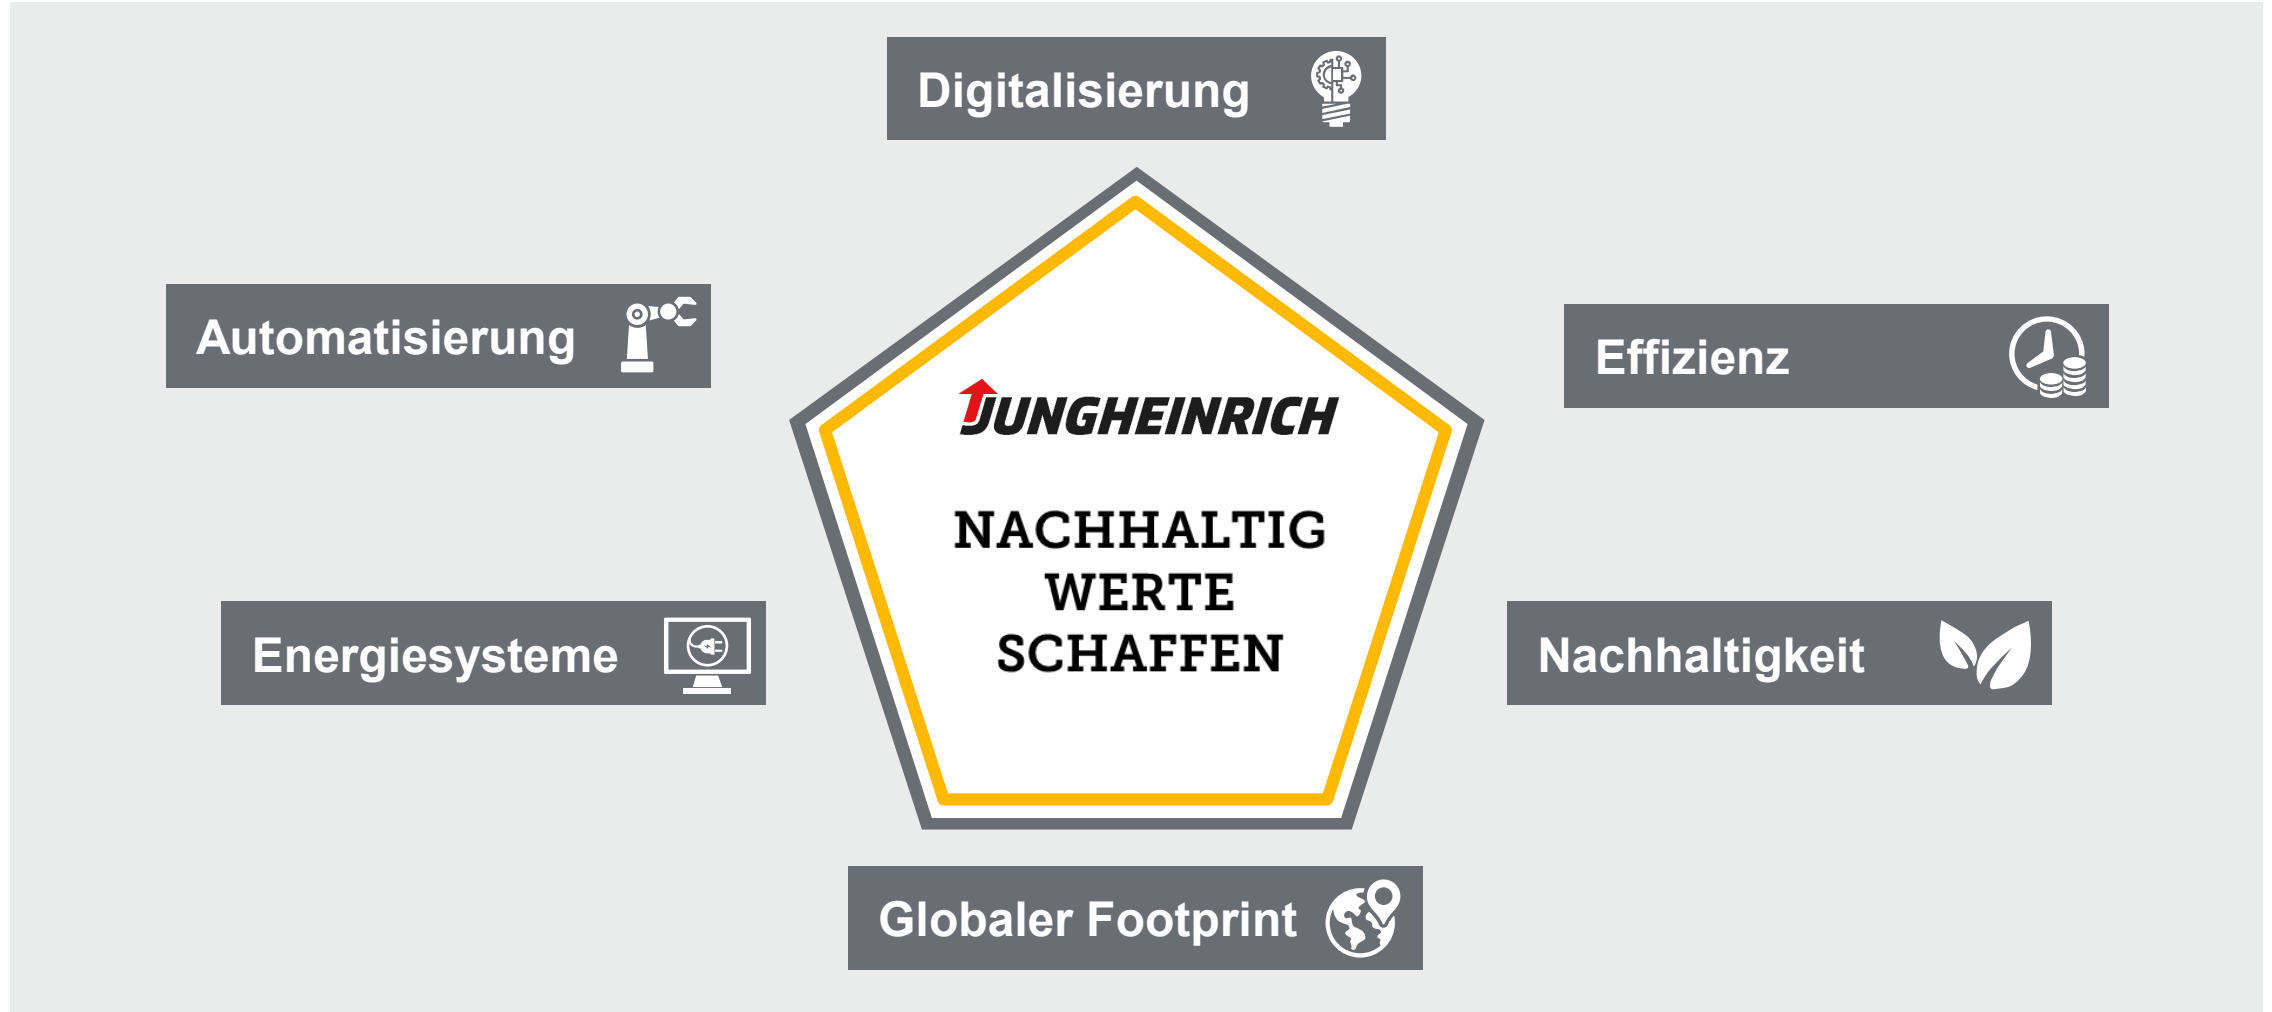 Digitalisierung
Automatisierung
Effizienz
JUNGHEINRICH
NACHHALTIG
WERTE
SCHAFFEN
Energiesysteme
Nachhaltigkeit
Globaler Footprint